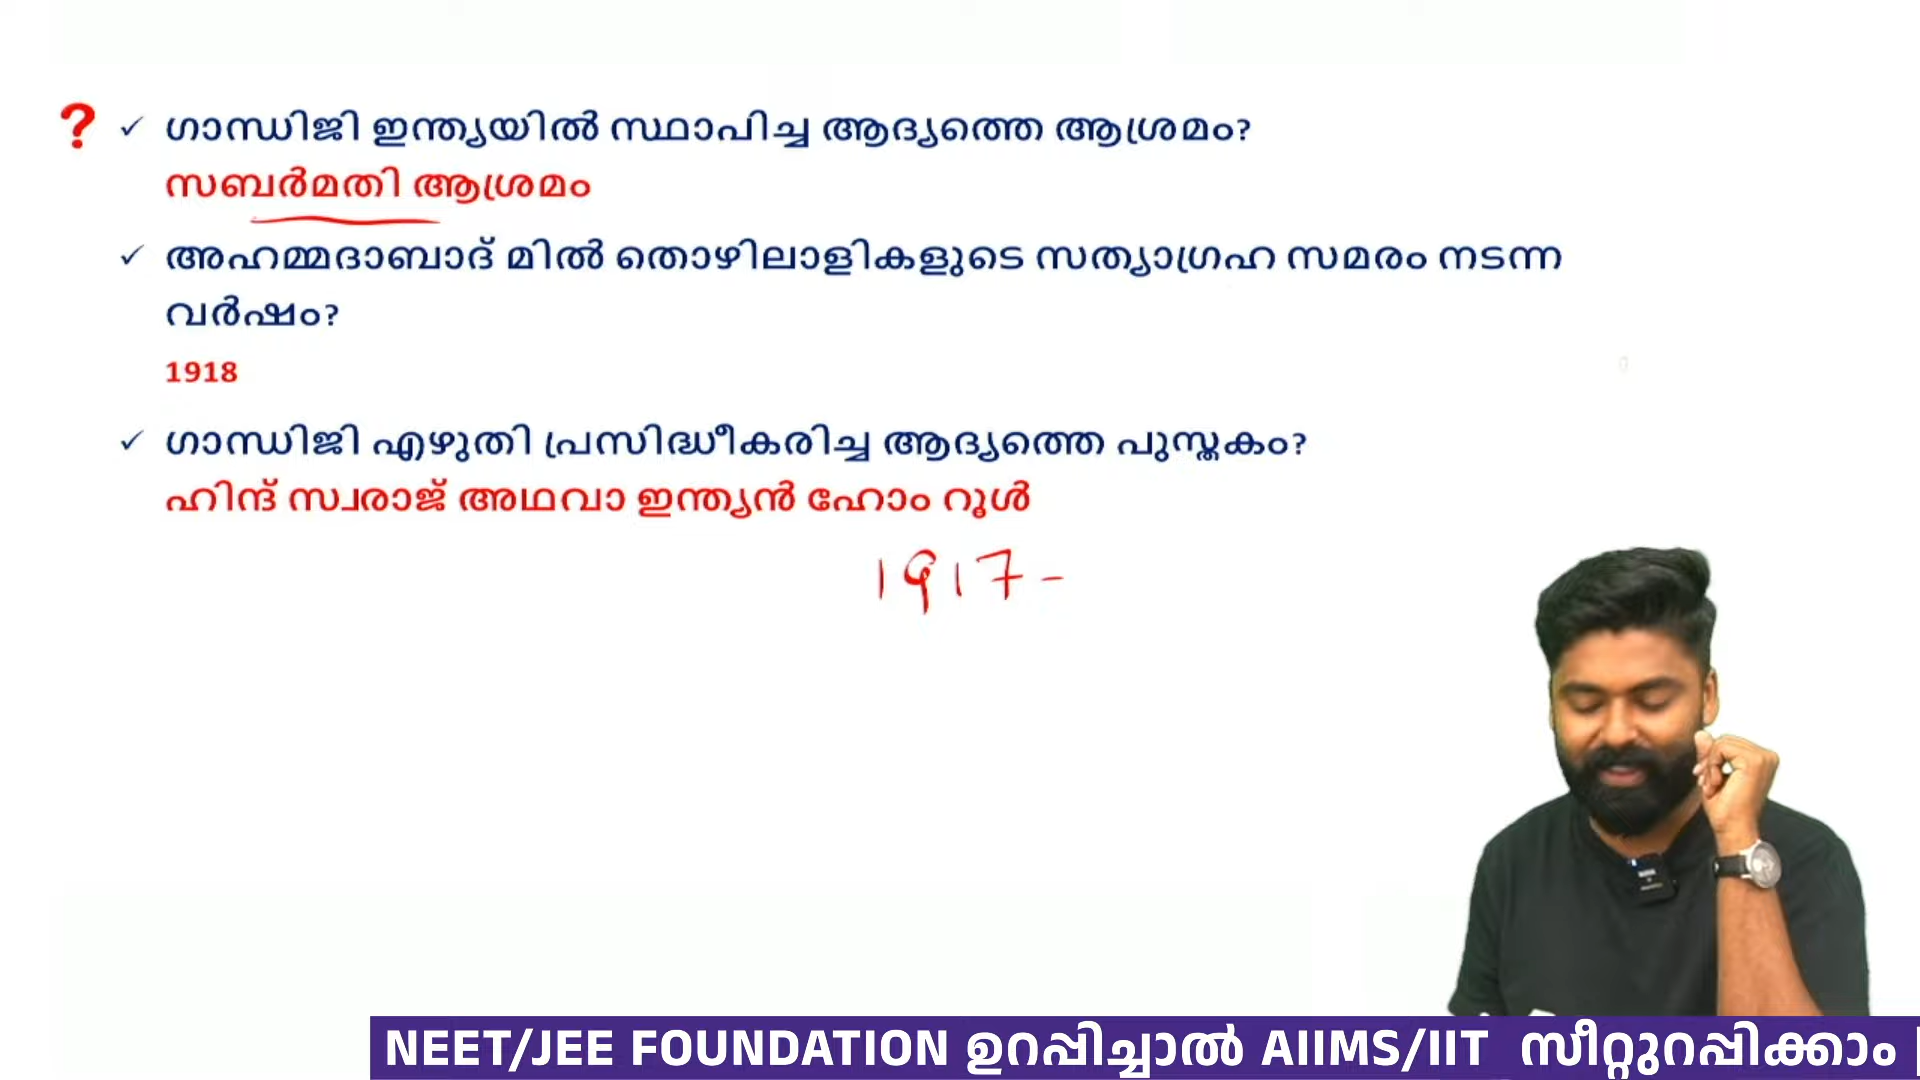 ? ✓ ഗാന്ധിജി ഇന്ത്യയിൽ സ്ഥാപിച്ച ആദ്യത്തെ ആശ്രമം?
സബർമതി ആശ്രമം
✓ അഹമ്മദാബാദ് മിൽ തൊഴിലാളികളുടെ സത്യാഗ്രഹ സമരം നടന്ന
വർഷം?
1918
✓ ഗാന്ധിജി എഴുതി പ്രസിദ്ധീകരിച്ച ആദ്യത്തെ പുസ്തകം?
ഹിന്ദ് സ്വരാജ് അഥവാ ഇന്ത്യൻ ഹോം റൂൾ
1917 -
NEET/JEE FOUNDATION ഉറപ്പിച്ചാൽ AIIMS/IIT സീറ്റുറപ്പിക്കാം